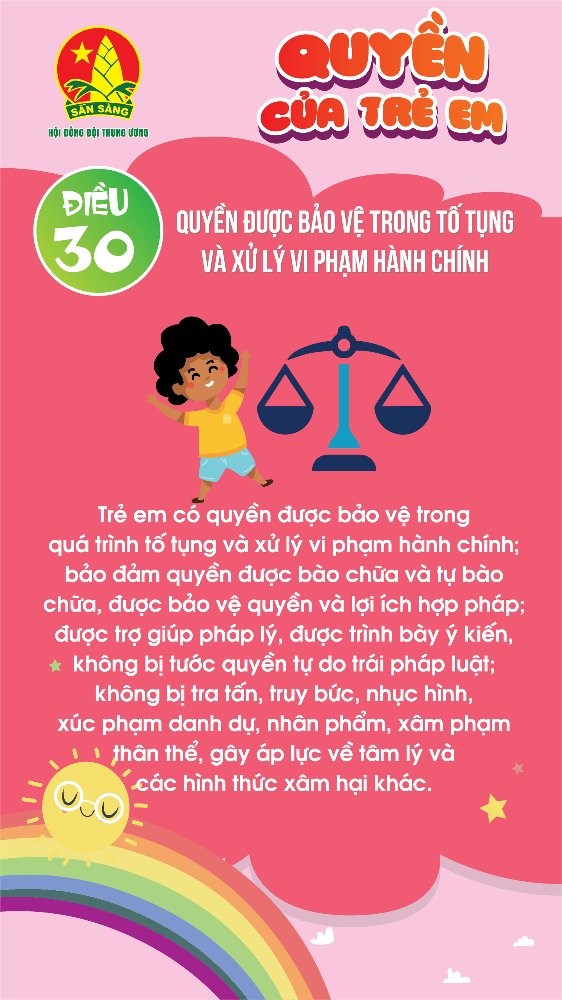 SẴN SÀNG
HỘI ĐỒNG ĐỘI TRUNG ƯƠNG
QUYỀN
CỦA TRẺ EM
ĐIỀU
30
QUYỀN ĐƯỢC BẢO VỆ TRONG TỐ TỤNG
VÀ XỬ LÝ VI PHẠM HÀNH CHÍNH
Trẻ em có quyền được bảo vệ trong
quá trình tố tụng và xử lý vi phạm hành chính;
bảo đảm quyền được bào chữa và tự bào
chữa, được bảo vệ quyền và lợi ích hợp pháp;
được trợ giúp pháp lý, được trình bày ý kiến,
không bị tước quyền tự do trái pháp luật;
không bị tra tấn, truy bức, nhục hình,
xúc phạm danh dự, nhân phẩm, xâm phạm
thân thể, gây áp lực về tâm lý và
các hình thức xâm hại khác.